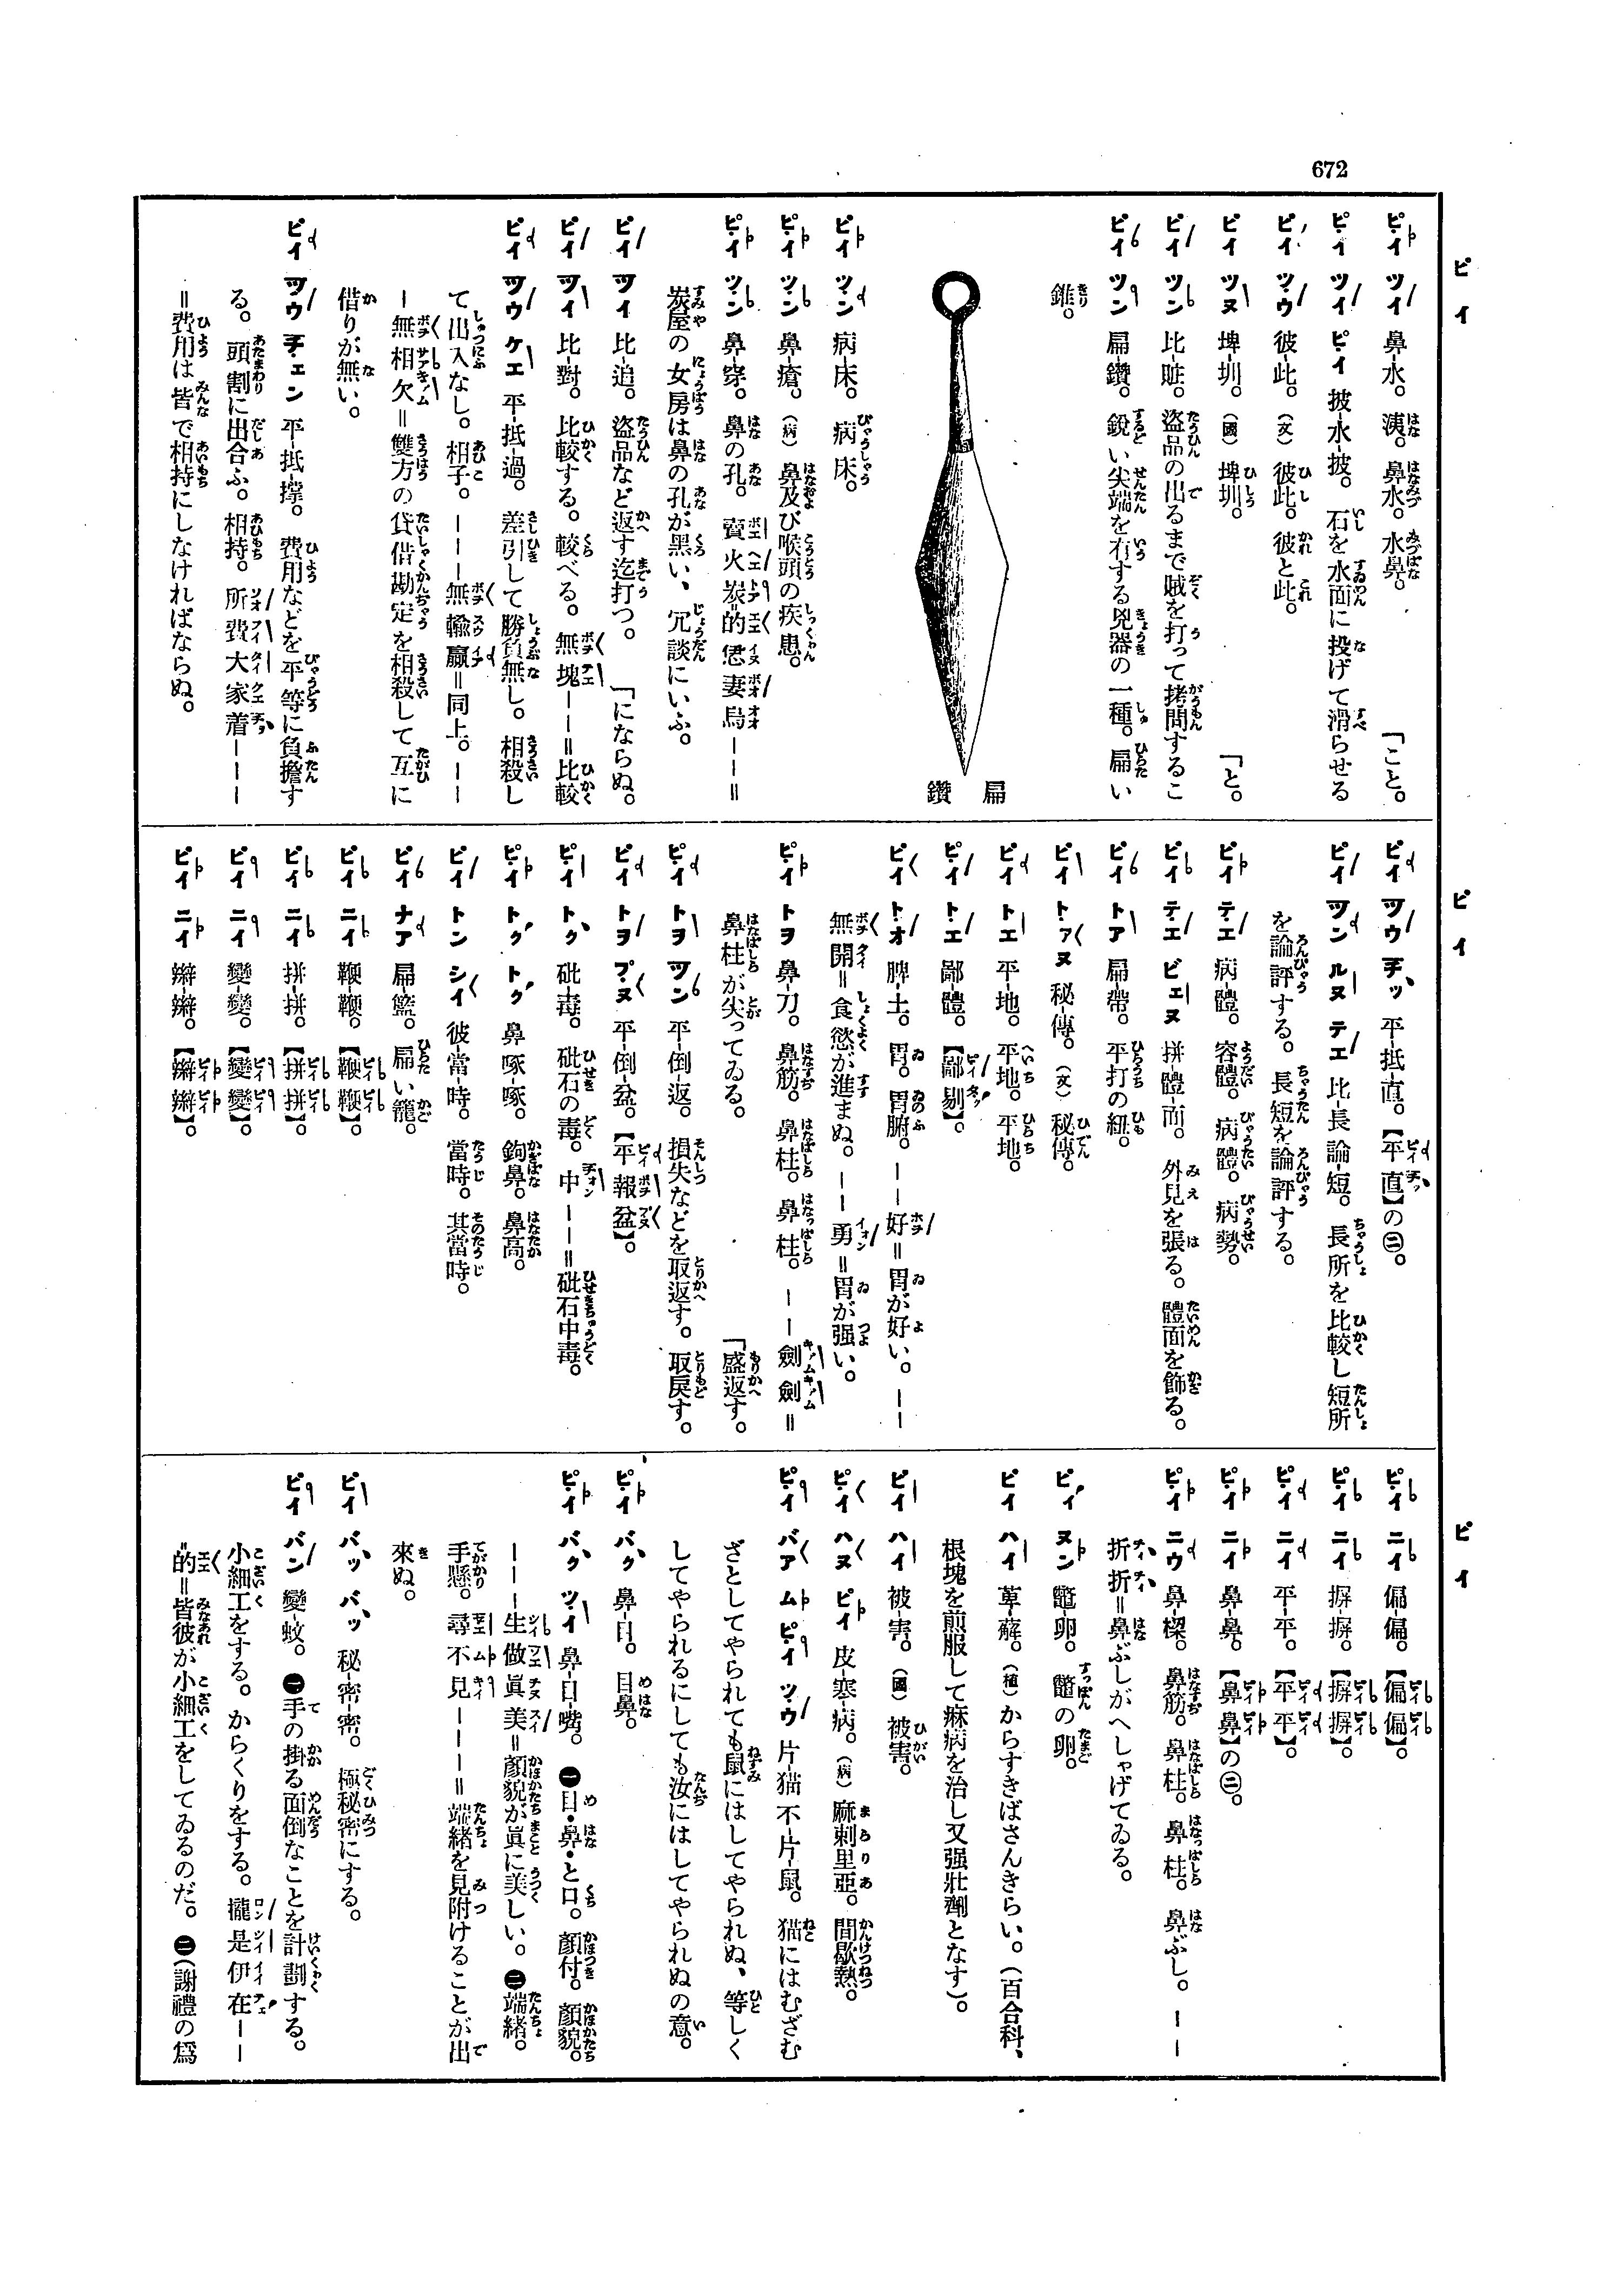 672
ピイ
ピイ ツイ 鼻-水。 洟。鼻水。水鼻。 「こと。
ピイ ツイ ピイ 披-水-披。 石を水面に投げて滑らせる
ピイ ツウ 彼-此。(文) 彼此。彼と此。
ピイ ツヌ 埤-圳。(國) 埤圳。 「と。
ピイ ツン 比-賍。 盜品の出るまで賊を打って拷問するこ
ピイ ツン 扁-鑽。 銳い尖端を有する兇器の一種。扁い
錐。
扁鑽
ピイ ツン 病-床。 病床。
ピイ ツン 鼻-瘡。(病) 鼻及び喉頭の疾患。
ピイ ツン 鼻-穿。 鼻の孔。 賣火炭的偲妻烏ーー=
炭屋の女房は鼻の孔が黑い、冗談にいふ。
ピイ ツイ 比-追。 盜品など返す迄打つ。 「にならぬ。
ピイ ツイ 比-對。 比較する。較べる。 無塊ーー=比較
ピイ ツウ ケエ 平-抵-過。 差引して勝負無し。相殺し
て出入なし。相子。 ーーー無輸贏=同上。ーー
ー無相欠=雙方の貸借勘定を相殺して互に
借りが無い。
ピイ ツウ チエン 平-抵-撑。 費用などを平等に負擔す
る。頭割に出合ふ。相持。 所費大家着ーーー
=費用は皆で相持にしなければならぬ。
ピイ
ピイ ツウ チッ 平-抵-直。【平直】の㊁。
ピイ ツン ルヌ テエ 比-長 論-短。 長所を比較し短所
を論評する。長短を論評する。
ピイ テエ 病-體。 容體。病體。病勢。
ピイ テエ ビエヌ 拼-體-面。 外見を張る。體面を飾る。
ピイ トア 扁-帶。 平打の紐。
ピイ トアヌ 秘-傳。(文) 秘傳。
ピイ トエ 平-地。 平地。平地。
ピイ トエ 鄙-體。【鄙剔】。
ピイ トオ 脾-土。 胃。胃腑。 ーー好=胃が好い。ーー
無開=食慾が進まぬ。 ーー勇=胃が强い。
ピイ トヲ 鼻-刀。 鼻筋。鼻柱。鼻柱。 ーー劍劍=
鼻柱が尖ってゐる。 「盛返す。
ピイ トヲ ツン 平-倒-返。 損失などを取返す。取戾す。
ピイ トヲ プヌ 平-倒-盆。【平報盆】。
ピイ トク 砒-毒。 砒石の毒。 中ーー=砒石中毒。
ピイ トク トク 鼻 啄-啄。 鉤鼻。鼻高。
ピイ トン シイ 彼-當-時。 當時。其當時。
ピイ ナア 扁-籃。 扁い籠。
ピイ ニイ 鞭-鞭。【鞭鞭】。
ピイ ニイ 拼-拼。【拼拼】。
ピイ ニイ 變-變。【變變】。
ピイ ニイ 辮-辮。【辮辮】。
ピイ
ピイ ニイ 偏-偏。【偏偏】。
ピイ ニイ 摒-摒。【摒摒】。
ピイ ニイ 平-平。【平平】。
ピイ ニイ 鼻-鼻。【鼻鼻】の㊁。
ピイ ニウ 鼻-樑。 鼻筋。鼻柱。鼻柱。鼻ぶし。 ーー
折折=鼻ぶしがへしゃげてゐる。
ピイ ヌン 鼈-卵。 鼈の卵。
ピイ ハイ 萆-薢。(植)からすきばさんきらい。(百合科、
根塊を煎服して痳病を治し又强壯劑となす)。
ピイ ハイ 被-害。(國) 被害。
ピイ ハヌ ピイ 皮-寒-病。(病) 麻剌里亞。間歇熱。
ピイ バア ム ピイ ツウ 片-猫 不-片-鼠。 猫にはむざむ
ざとしてやられても鼠にはしてやられぬ、等しく
してやられるにしても汝にはしてやられぬの意。
ピイ バク 鼻-目。 目鼻。
ピイ バク ツイ 鼻-目-嘴。 ㊀目・鼻・と口。顏付。顏貌。
ーーー生做眞美=顏貌が眞に美しい。 ㊁端緒。
手懸。 尋不見ーーー=端緒を見附けることが出
來ぬ。
ピイ バッ バッ 秘-密-密。 極秘密にする。
ピイ バン 變-蚊。 ㊀手の掛る面倒なことを計劃する。
小細工をする。からくりをする。 攏是伊在ーー
的=皆彼が小細工をしてゐるのだ。 ㊁(謝禮の爲